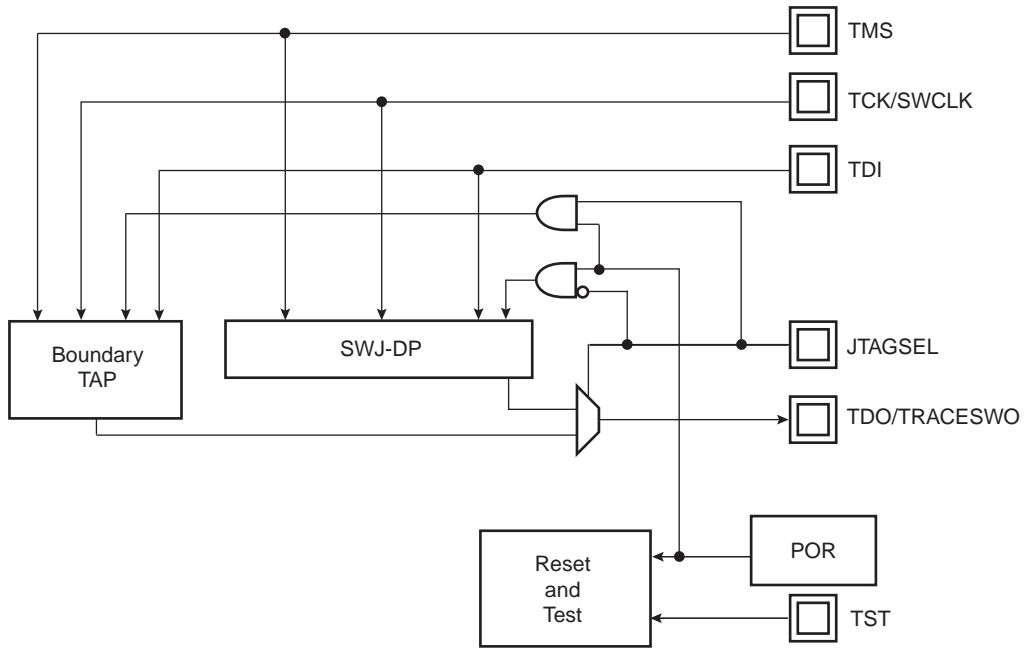 TMS
TCK/SWCLK
TDI
Boundary
TAP
SWJ-DP
JTAGSEL
TDO/TRACESWO
POR
Reset
and
Test
TST